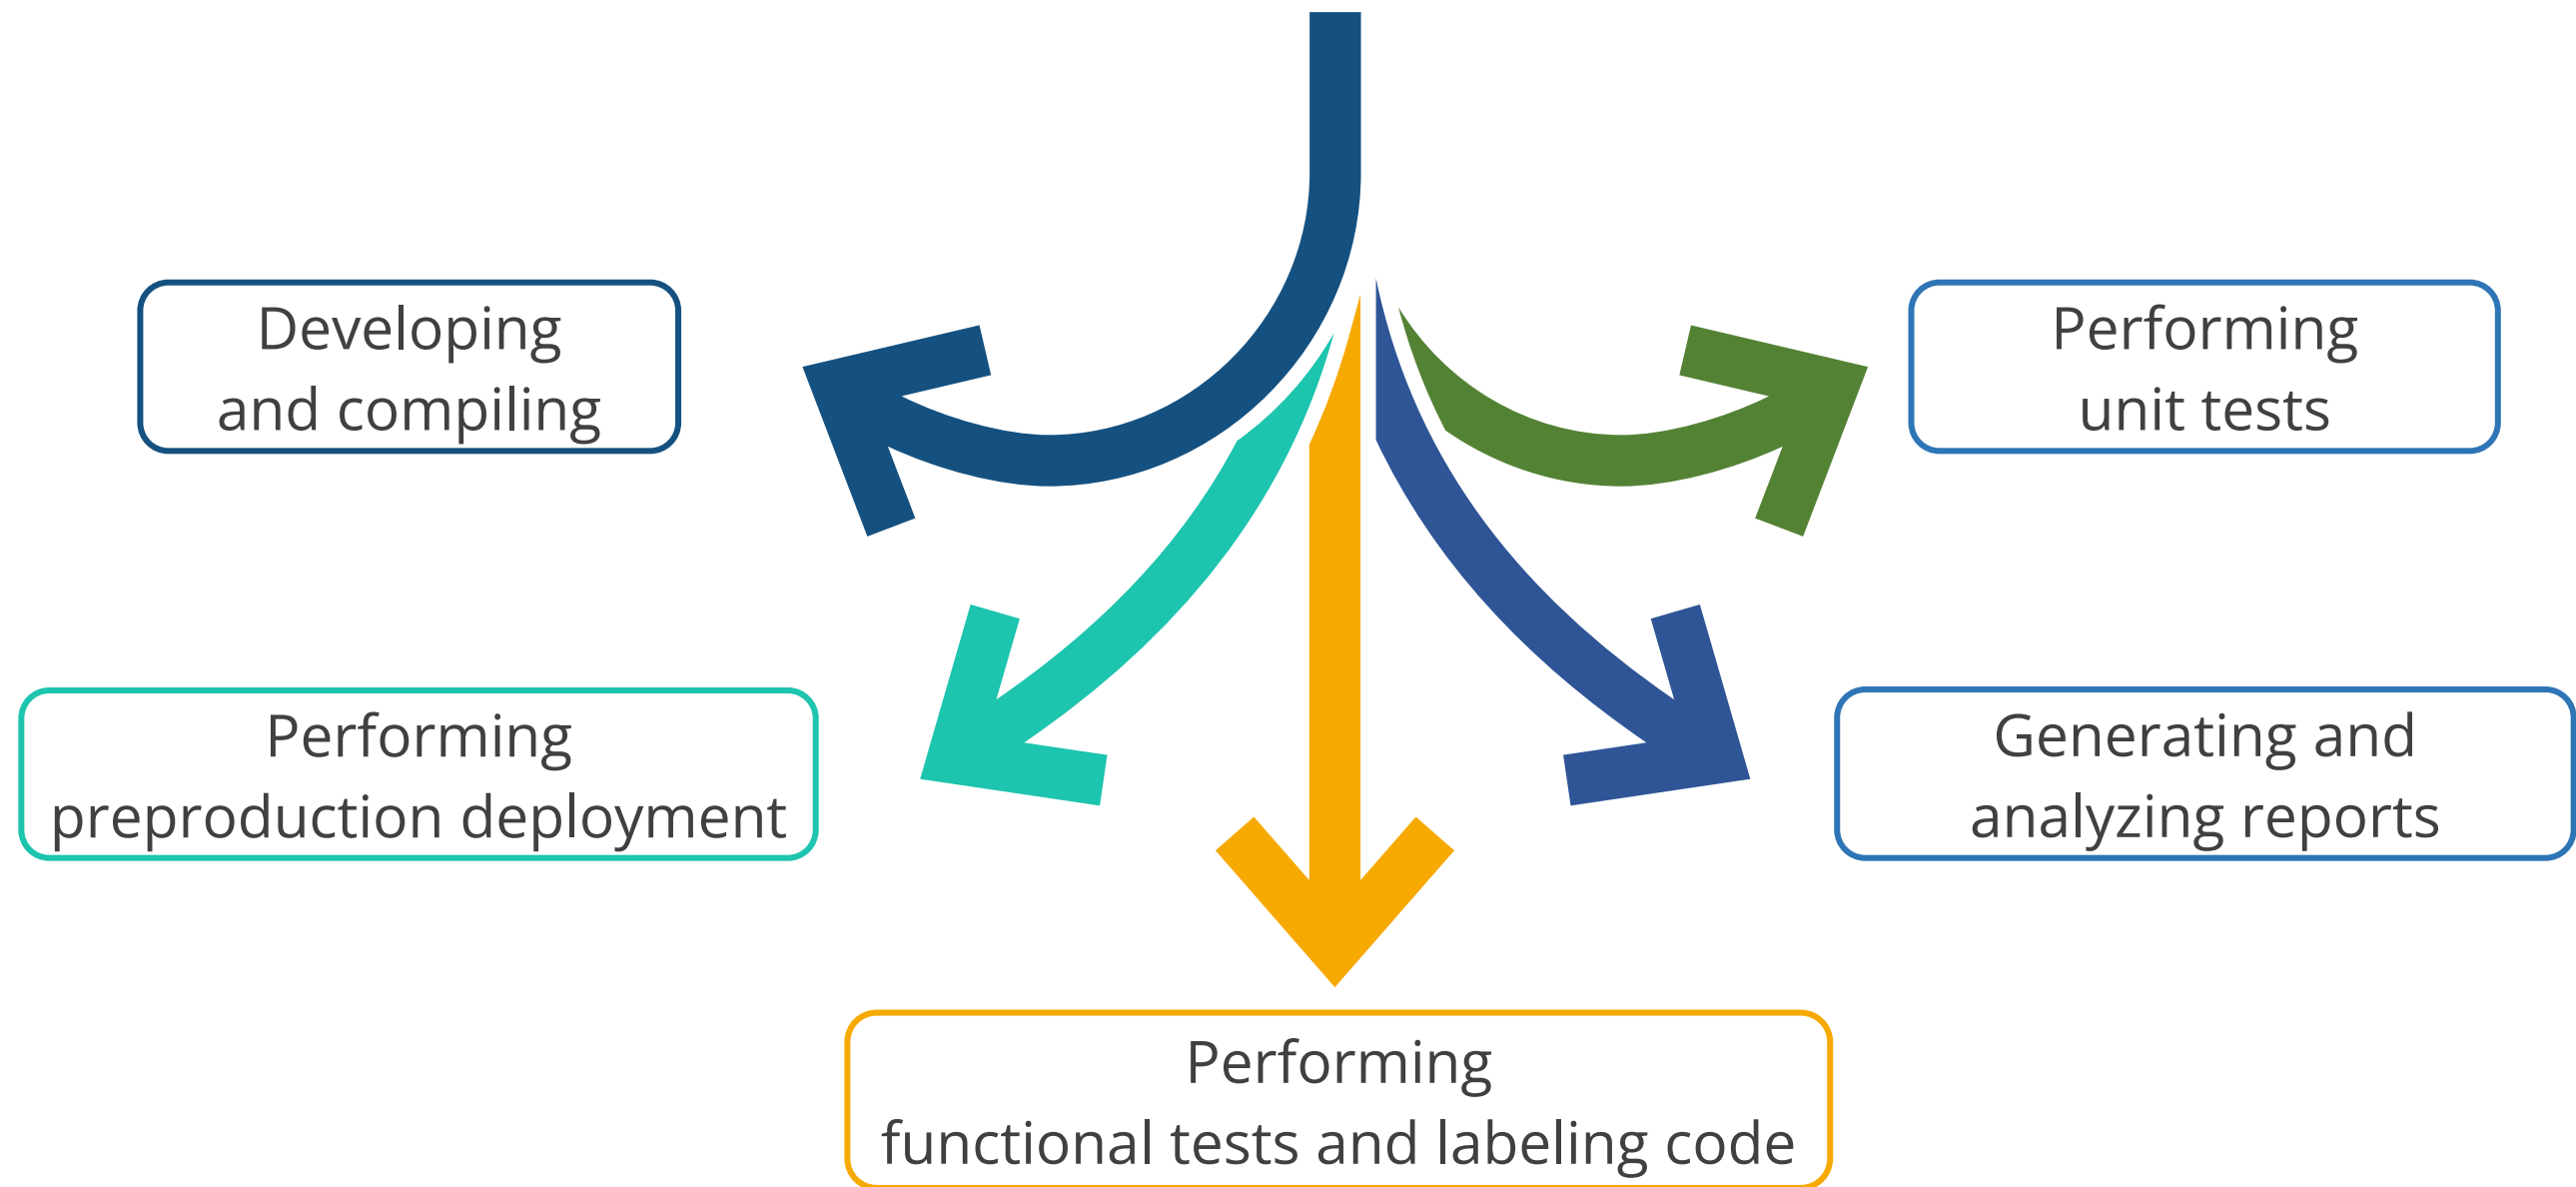 Developing
and compiling
Performing
unit tests
Performing
preproduction deployment
Generating and
analyzing reports
Performing
functional tests and labeling code